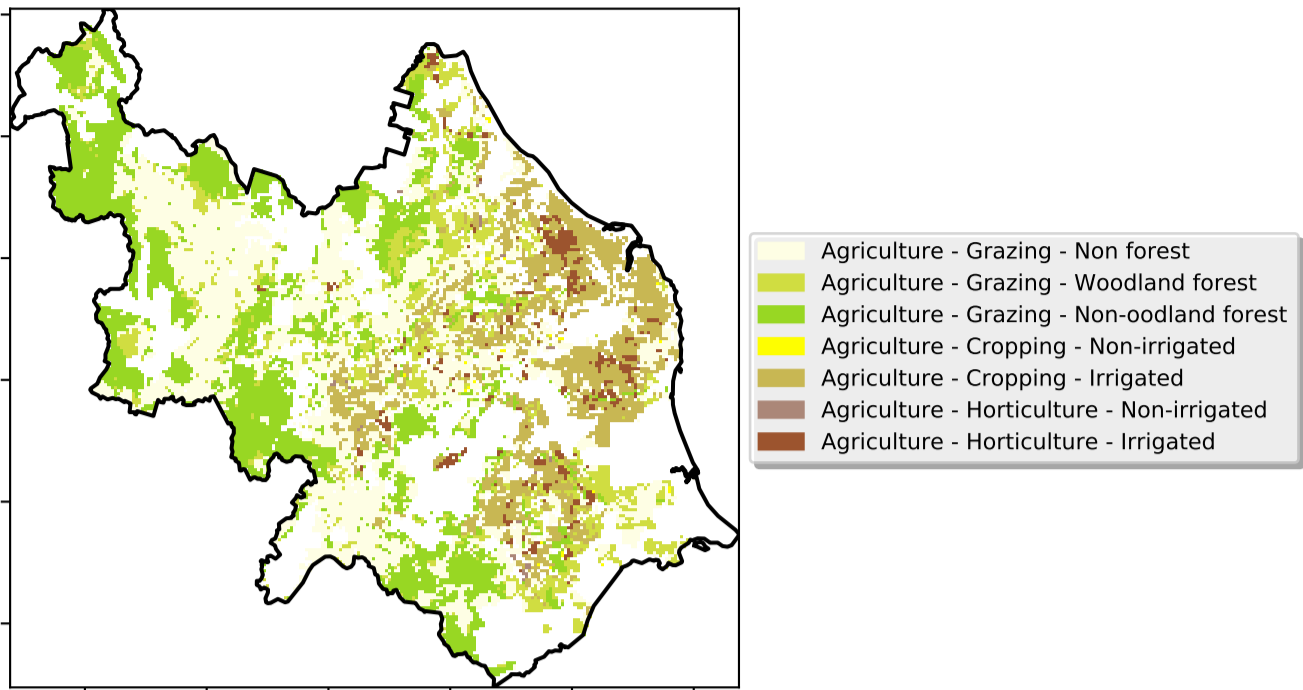 Agriculture - Grazing - Non forest
Agriculture - Grazing - Woodland forest
Agriculture - Grazing - Non-oodland forest
Agriculture - Cropping - Non-irrigated
Agriculture - Cropping - Irrigated
Agriculture - Horticulture - Non-irrigated
Agriculture - Horticulture - Irrigated